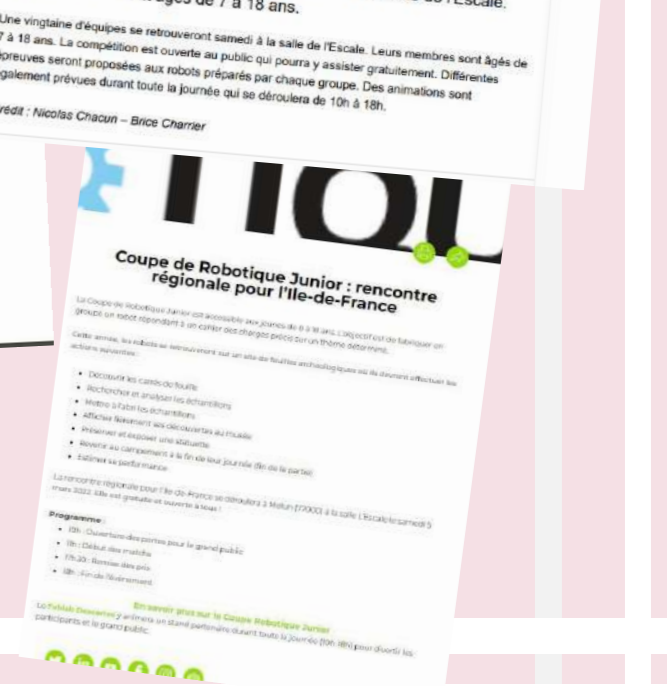 de 7 à 18 ans.
l'Escale.
Une vingtaine d'équipes se retrouveront samedi à la salle de l'Escale. Leurs membres sont âgés de
7 à 18 ans. La compétition est ouverte au public qui pourra y assister gratuitement. Différentes
épreuves seront proposées aux robots préparés par chaque groupe. Des animations sont
galement prévues durant toute la journée qui se déroulera de 10h à 18h.
rédit : Nicolas Chacun – Brice Charrier
Coupe de Robotique Junior : rencontre
régionale pour l'Ile-de-France
La Coupe de Robotique Junior est accessible aux jeunes de 8 à 18 ans. L'objectif est de fabriquer en
groupe un robot répondant à un cahier des charges précis sur un thème déterminé.
Cette année, les robots se retrouveront sur un site de fouilles archéologiques où ils devront effectuer les
actions suivantes :
• Découvrir les carrés de fouille
• Rechercher et analyser les échantillons
• Mettre à l'abri les échantillons
• Afficher fièrement ses découvertes au musée
• Préserver et exposer une statuette
• Revenir au campement à la fin de leur journée (fin de la partie)
• Estimer sa performance
La rencontre régionale pour l'Ile-de-France se déroulera à Melun (77000) à la salle L'Escale le samedi 5
mars 2022. Elle est gratuite et ouverte à tous !
Programme :
• 10h : Ouverture des portes pour le grand public
• 11h : Début des matchs
• 17h30 : Remise des prix
• 18h : Fin de l'événement
En savoir plus sur la Coupe Robotique Junior
Le Fablab Descartes y animera un stand partenaire durant toute la journée (10h-18h) pour divertir les
participants et le grand public.